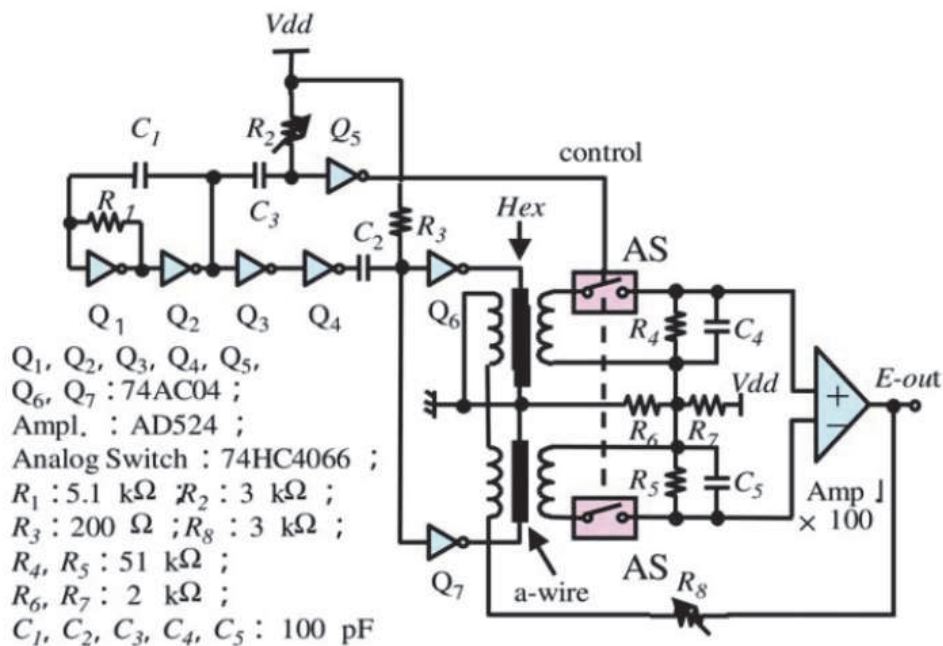 Vdd
C1
R2
Q5
control
R1
C3
C2
R3
Hex
AS
Q1
Q2
Q3
Q4
Q6
R4
C4
Vdd
E-out
+
−
R6
R7
R5
C5
Amp
× 100
Q7
a-wire
AS
R8
Q1, Q2, Q3, Q4, Q5,
Q6, Q7 : 74AC04 ;
Ampl. : AD524 ;
Analog Switch : 74HC4066 ;
R1 : 5.1 kΩ ; R2 : 3 kΩ ;
R3 : 200 Ω ; R8 : 3 kΩ ;
R4, R5 : 51 kΩ ;
R6, R7 : 2 kΩ ;
C1, C2, C3, C4, C5 : 100 pF